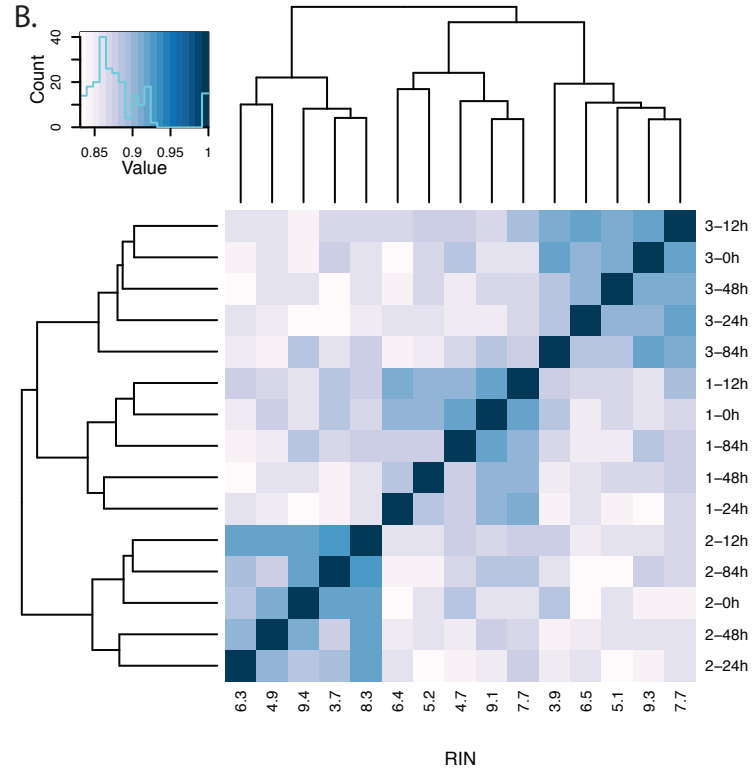 B.
Count
0
20
40
0.85 0.9 0.95 1
Value
3−12h
3−0h
3−48h
3−24h
3−84h
1−12h
1−0h
1−84h
1−48h
1−24h
2−12h
2−84h
2−0h
2−48h
2−24h
6.3 4.9 9.4 3.7 8.3 6.4 5.2 4.7 9.1 7.7 3.9 6.5 5.1 9.3 7.7
RIN